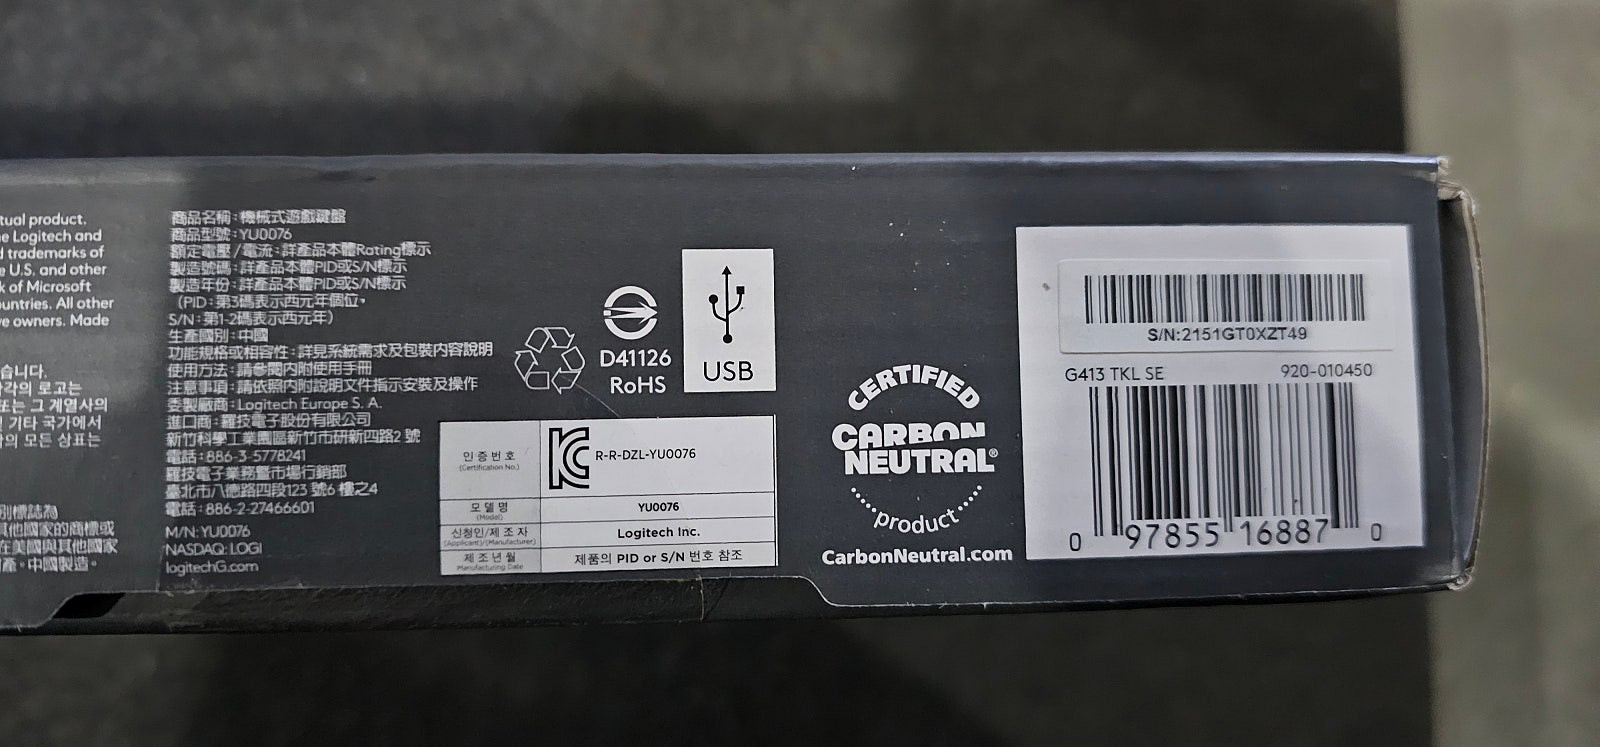 tual product.
e Logitech and
d trademarks of
e U.S. and other
k of Microsoft
ountries. All other
ve owners. Made
습니다.
각의 로고는
또는 그 계열사의
및 기타 국가에서
각의 모든 상표는
別標誌為
其他國家的商標或
在美國與其他國家
產。中國製造。
商品名稱:機械式遊戲鍵盤
商品型號:YU0076
額定電壓/電流:詳產品本體Rating標示
製造號碼:詳產品本體PID或S/N標示
製造年份:詳產品本體PID或S/N標示
(PID:第3碼表示西元年個位,
S/N:第1-2碼表示西元年)
生產國別:中國
功能規格或相容性:詳見系統需求及包裝內容說明
使用方法:請參閱內附使用手冊
注意事項:請依照內附說明文件指示安裝及操作
委製廠商:Logitech Europe S. A.
進口商:羅技電子股份有限公司
新竹科學工業園區新竹市研新四路2 號
電話:886-3-5778241
羅技電子業務暨市場行銷部
臺北市八德路四段123 號6 樓之4
電話:886-2-27466601
M/N: YU0076
NASDAQ: LOGI
logitechG.com
D41126
RoHS
USB
인 증 번 호
(Certification No.)
R-R-DZL-YU0076
모 델 명
(Model)
YU0076
신청인/제 조 자
(Applicant)/(Manufacturer)
Logitech Inc.
제 조 년 월
Manufacturing Date
제품의 PID or S/N 번호 참조
CERTIFIED
CARBON
NEUTRAL®
product
CarbonNeutral.com
S/N:2151GT0XZT49
G413 TKL SE 920-010450
0 97855 16887 0